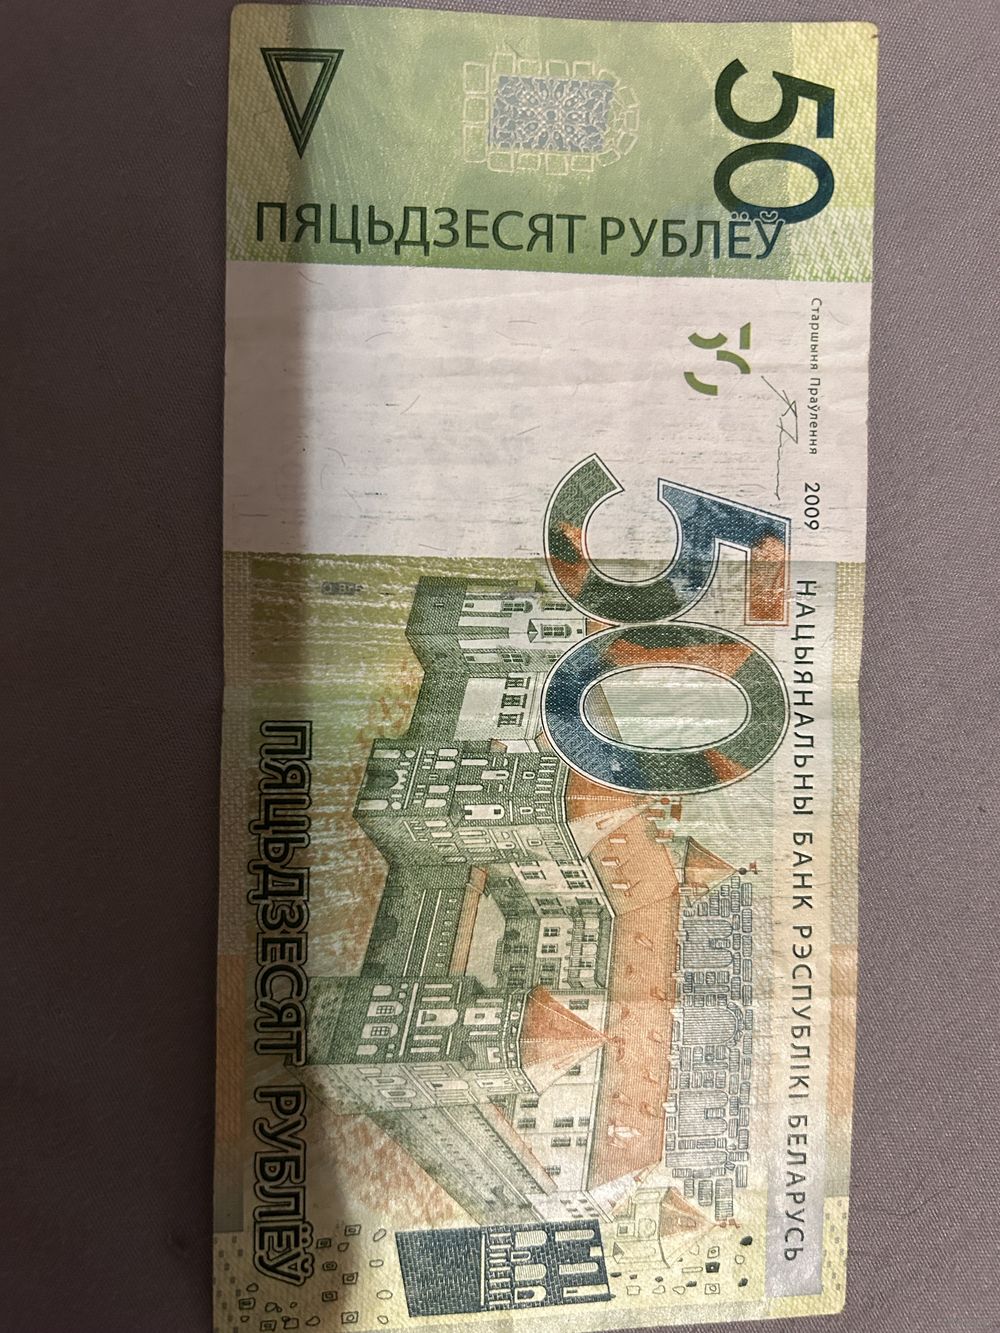 50
ПЯЦЬДЗЕСЯТ РУБЛЁЎ
Старшыня Праўлення
2009
НАЦЫЯНАЛЬНЫ БАНК РЭСПУБЛІКІ БЕЛАРУСЬ
50
ПЯЦЬДЗЕСЯТ РУБЛЁЎ